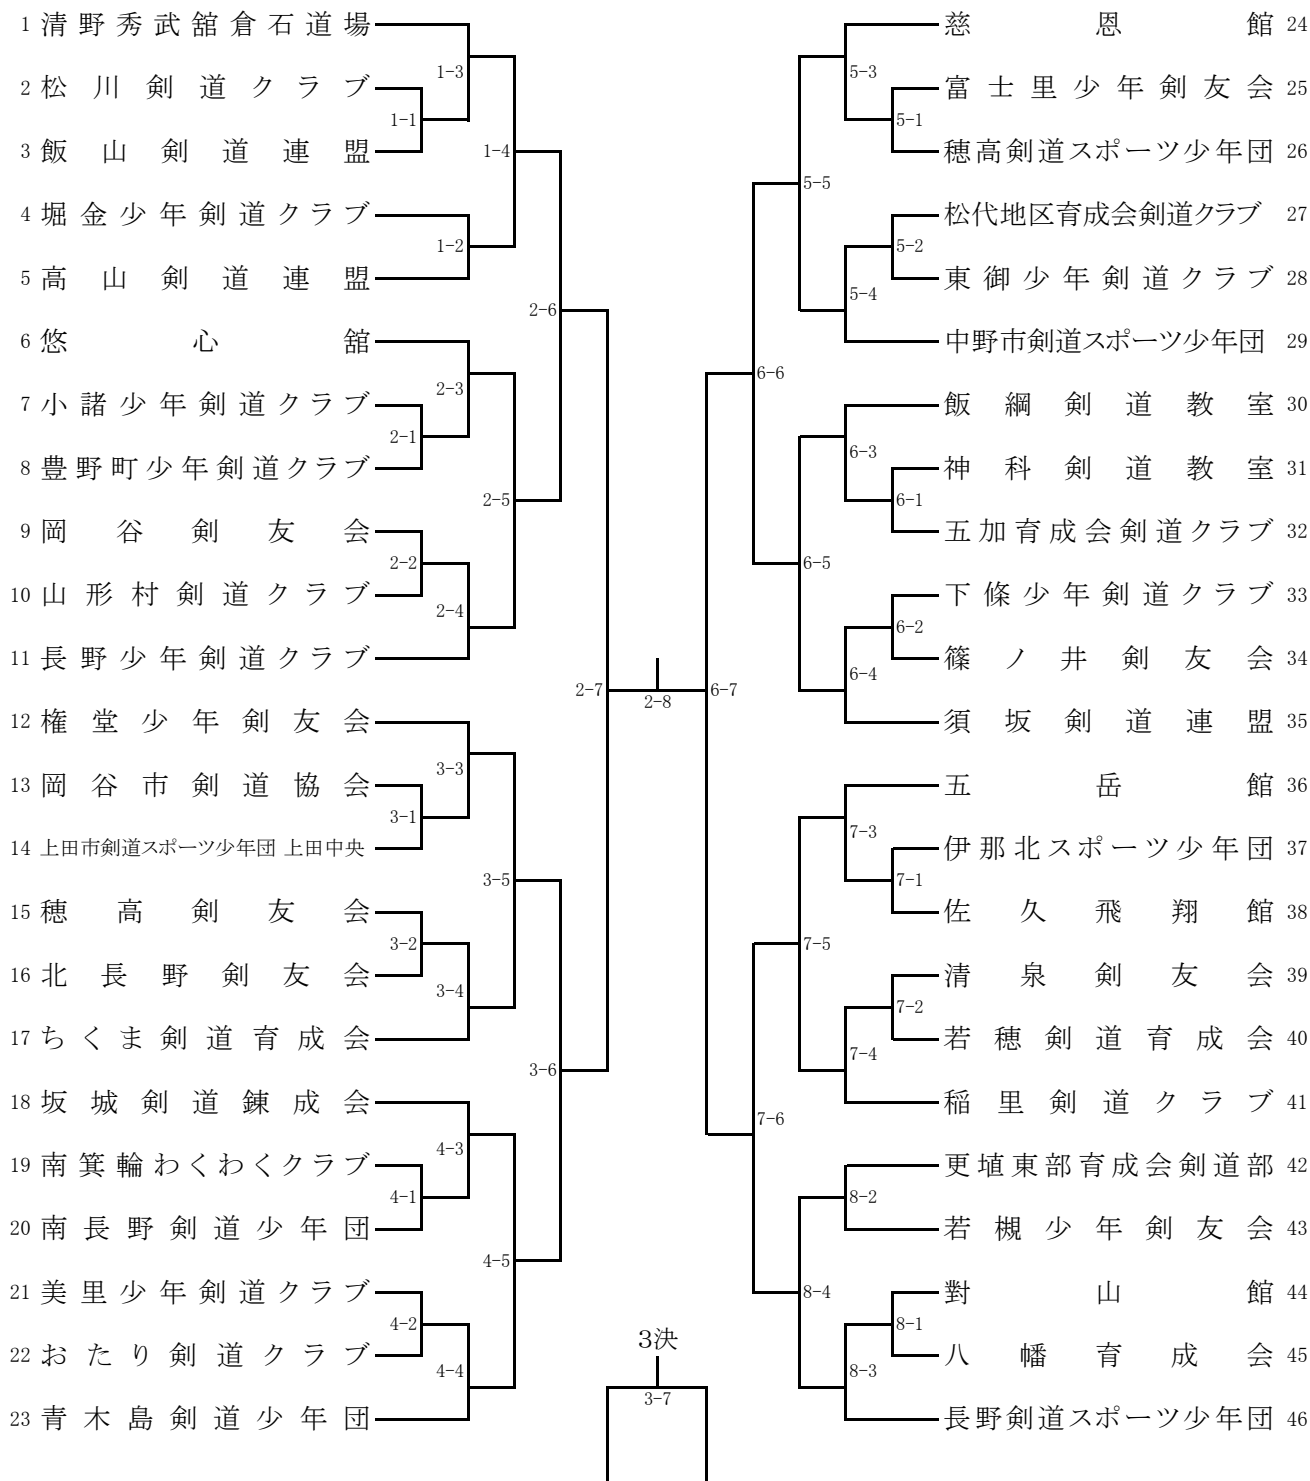 1 清野秀武舘倉石道場
2 松川剣道クラブ
3 飯山剣道連盟
4 堀金少年剣道クラブ
5 高山剣道連盟
6 悠心舘
7 小諸少年剣道クラブ
8 豊野町少年剣道クラブ
9 岡谷剣友会
10 山形村剣道クラブ
11 長野少年剣道クラブ
12 権堂少年剣友会
13 岡谷市剣道協会
14 上田市剣道スポーツ少年団 上田中央
15 穂高剣友会
16 北長野剣友会
17 ちくま剣道育成会
18 坂城剣道錬成会
19 南箕輪わくわくクラブ
20 南長野剣道少年団
21 美里少年剣道クラブ
22 おたり剣道クラブ
23 青木島剣道少年団
1-1
1-2
1-3
1-4
2-1
2-2
2-3
2-4
2-5
2-6
3-1
3-2
3-3
3-4
3-5
3-6
4-1
4-2
4-3
4-4
4-5
2-7
2-8
6-7
3決
3-7
慈恩館 24
富士里少年剣友会 25
穂高剣道スポーツ少年団 26
松代地区育成会剣道クラブ 27
東御少年剣道クラブ 28
中野市剣道スポーツ少年団 29
飯綱剣道教室 30
神科剣道教室 31
五加育成会剣道クラブ 32
下條少年剣道クラブ 33
篠ノ井剣友会 34
須坂剣道連盟 35
五岳館 36
伊那北スポーツ少年団 37
佐久飛翔館 38
清泉剣友会 39
若穂剣道育成会 40
稲里剣道クラブ 41
更埴東部育成会剣道部 42
若槻少年剣友会 43
對山館 44
八幡育成会 45
長野剣道スポーツ少年団 46
5-1
5-2
5-3
5-4
5-5
6-1
6-2
6-3
6-4
6-5
6-6
7-1
7-2
7-3
7-4
7-5
7-6
8-1
8-2
8-3
8-4